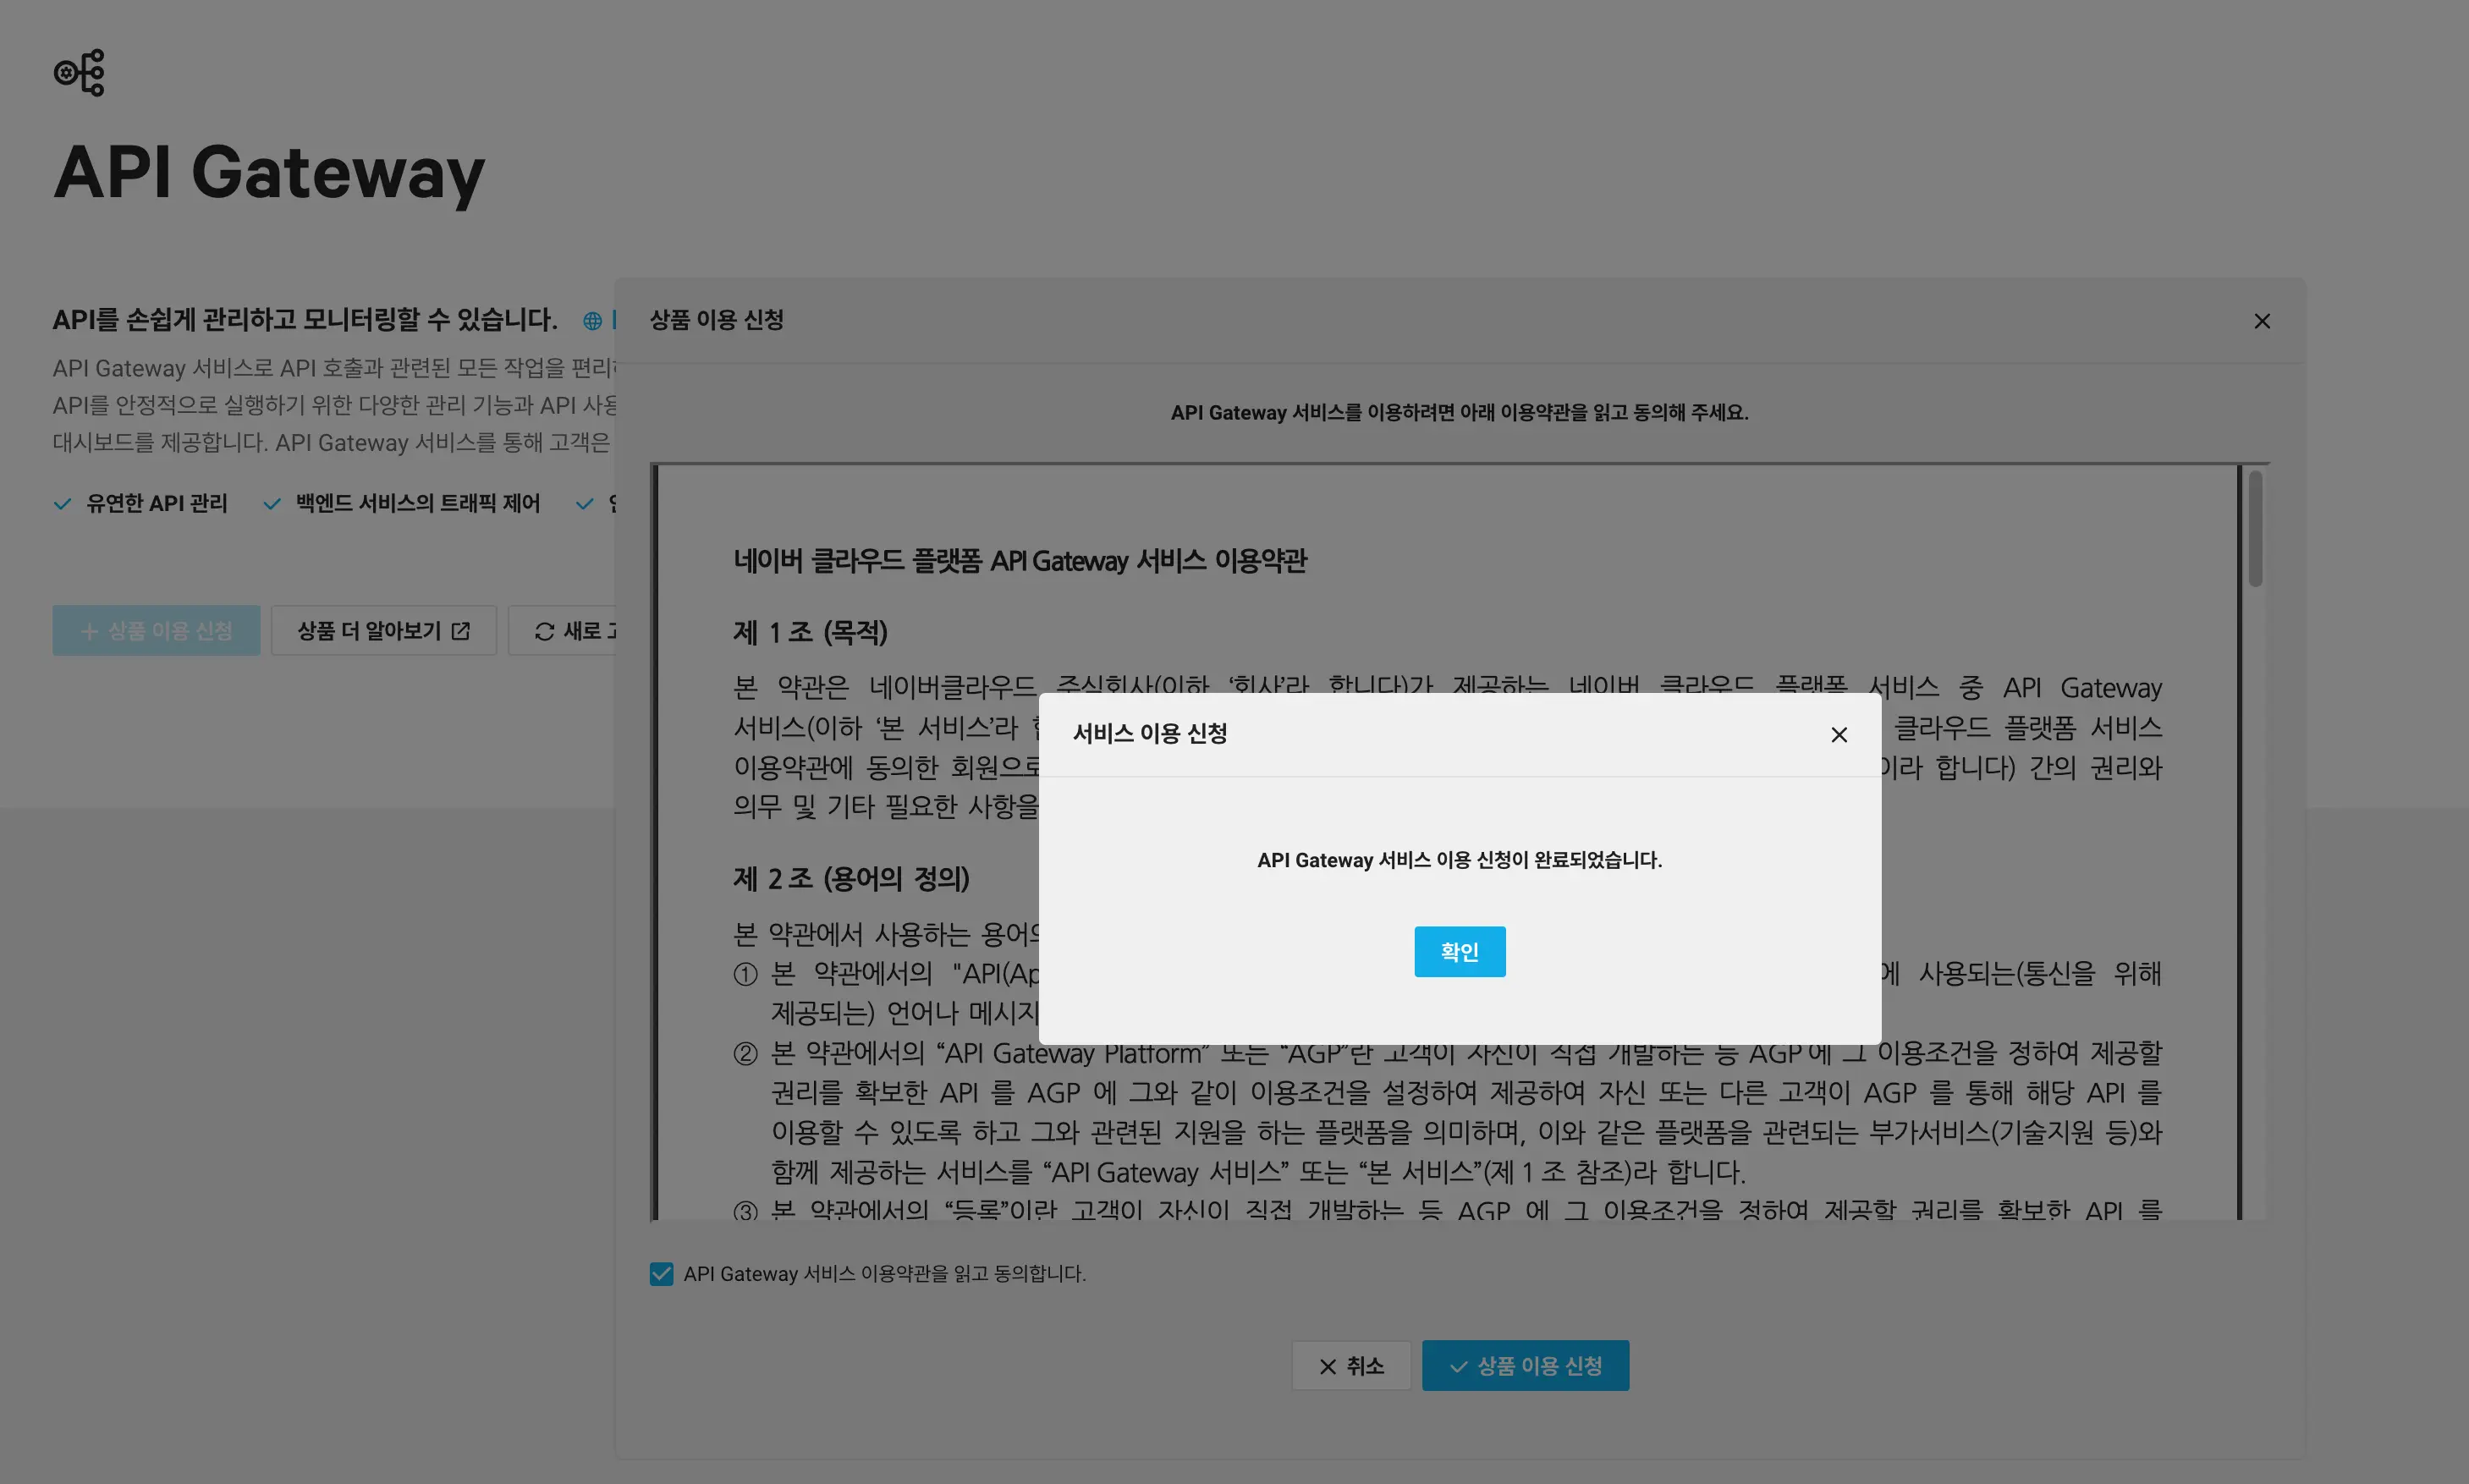 API Gateway
API를 손쉽게 관리하고 모니터링할 수 있습니다.
API Gateway 서비스로 API 호출과 관련된 모든 작업을
API를 안정적으로 실행하기 위한 다양한 관리 기능과 API
대시보드를 제공합니다. API Gateway 서비스를 통해 고객은
유연한 API 관리 백엔드 서비스의 트래픽 제어
+ 상품 이용 신청 상품 더 알아보기 새로
상품 이용 신청
API Gateway 서비스를 이용하려면 아래 이용약관을 읽고 동의해 주세요.
네이버 클라우드 플랫폼 API Gateway 서비스 이용약관
제 1 조 (목적)
본 약관은 네이버클라우드 주식회사(이하 ‘회사’라 합니다)가 제공하는 네이버 클라우드 플랫폼 서비스 중 API Gateway
서비스(이하 ‘본 서비스’라 클라우드 플랫폼 서비스
이용약관에 동의한 회원으로 이라 합니다) 간의 권리와
의무 및 기타 필요한 사항을
제 2 조 (용어의 정의)
본 약관에서 사용하는
① 본 약관에서의 "API( 에 사용되는(통신을 위해
제공되는) 언어나 메시지
② 본 약관에서의 “API Gateway Platform” 또는 “AGP”란 고객이 자신이 직접 개발하는 등 AGP 에 그 이용조건을 정하여 제공할
권리를 확보한 API 를 AGP 에 그와 같이 이용조건을 설정하여 제공하여 자신 또는 다른 고객이 AGP 를 통해 해당 API 를
이용할 수 있도록 하고 그와 관련된 지원을 하는 플랫폼을 의미하며, 이와 같은 플랫폼을 관련되는 부가서비스(기술지원 등)와
함께 제공하는 서비스를 “API Gateway 서비스” 또는 “본 서비스”(제 1 조 참조)라 합니다.
③ 본 약관에서의 “등록”이란 고객이 자신이 직접 개발하는 등 AGP 에 그 이용조건을 정하여 제공할 권리를 확보한 API 를
서비스 이용 신청
API Gateway 서비스 이용 신청이 완료되었습니다.
확인
API Gateway 서비스 이용약관을 읽고 동의합니다.
취소 상품 이용 신청